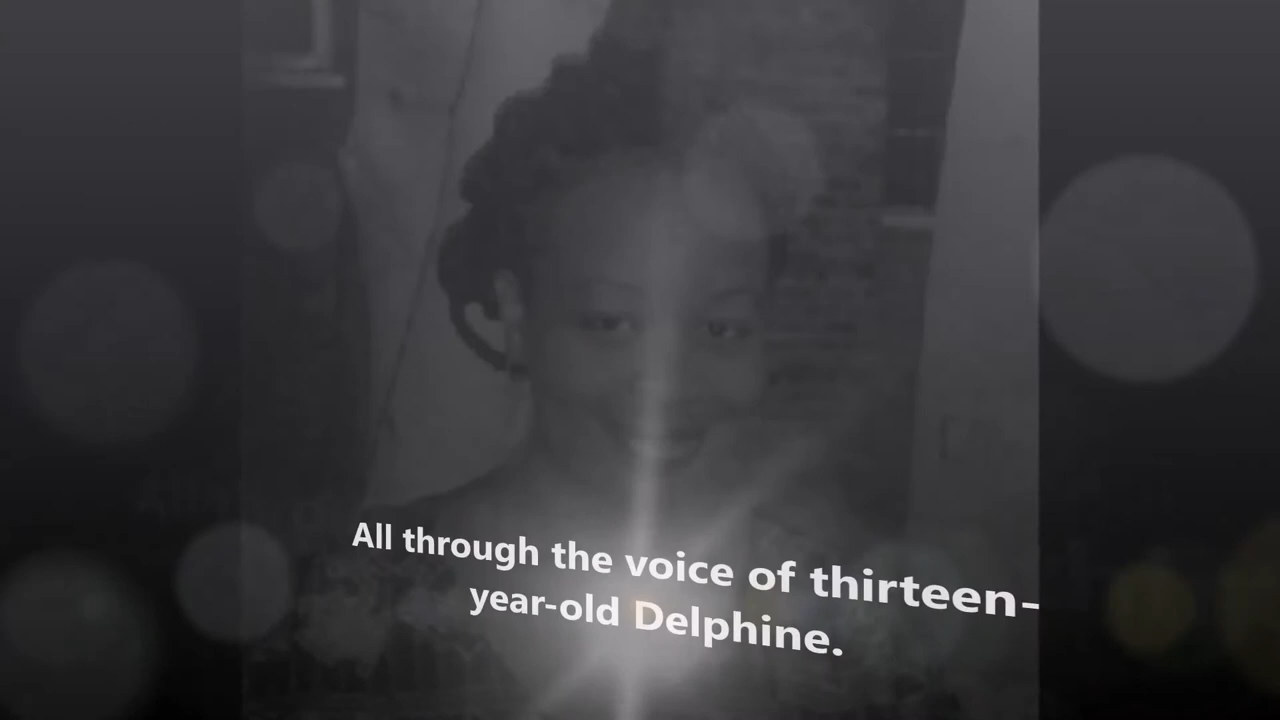 All through the voice of thirteen-
year-old Delphine.